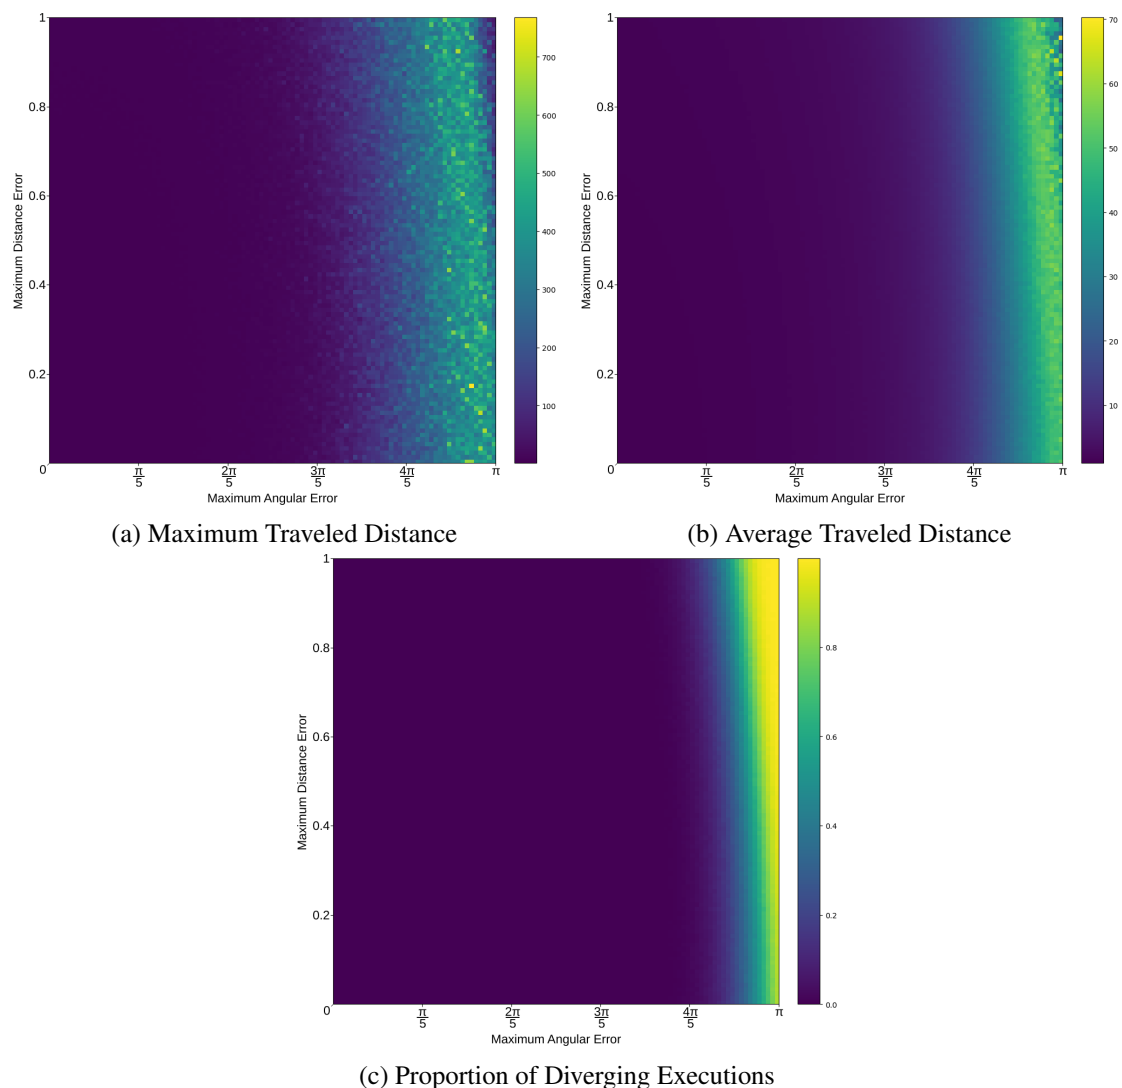 1
0.8
0.6
0.4
0.2
0
Maximum Distance Error
π/5
2π/5
3π/5
4π/5
π
Maximum Angular Error
700
600
500
400
300
200
100
(a) Maximum Traveled Distance
1
0.8
0.6
0.4
0.2
0
Maximum Distance Error
π/5
2π/5
3π/5
4π/5
π
Maximum Angular Error
70
60
50
40
30
20
10
(b) Average Traveled Distance
1
0.8
0.6
0.4
0.2
0
Maximum Distance Error
π/5
2π/5
3π/5
4π/5
π
Maximum Angular Error
0.8
0.6
0.4
0.2
0.0
(c) Proportion of Diverging Executions